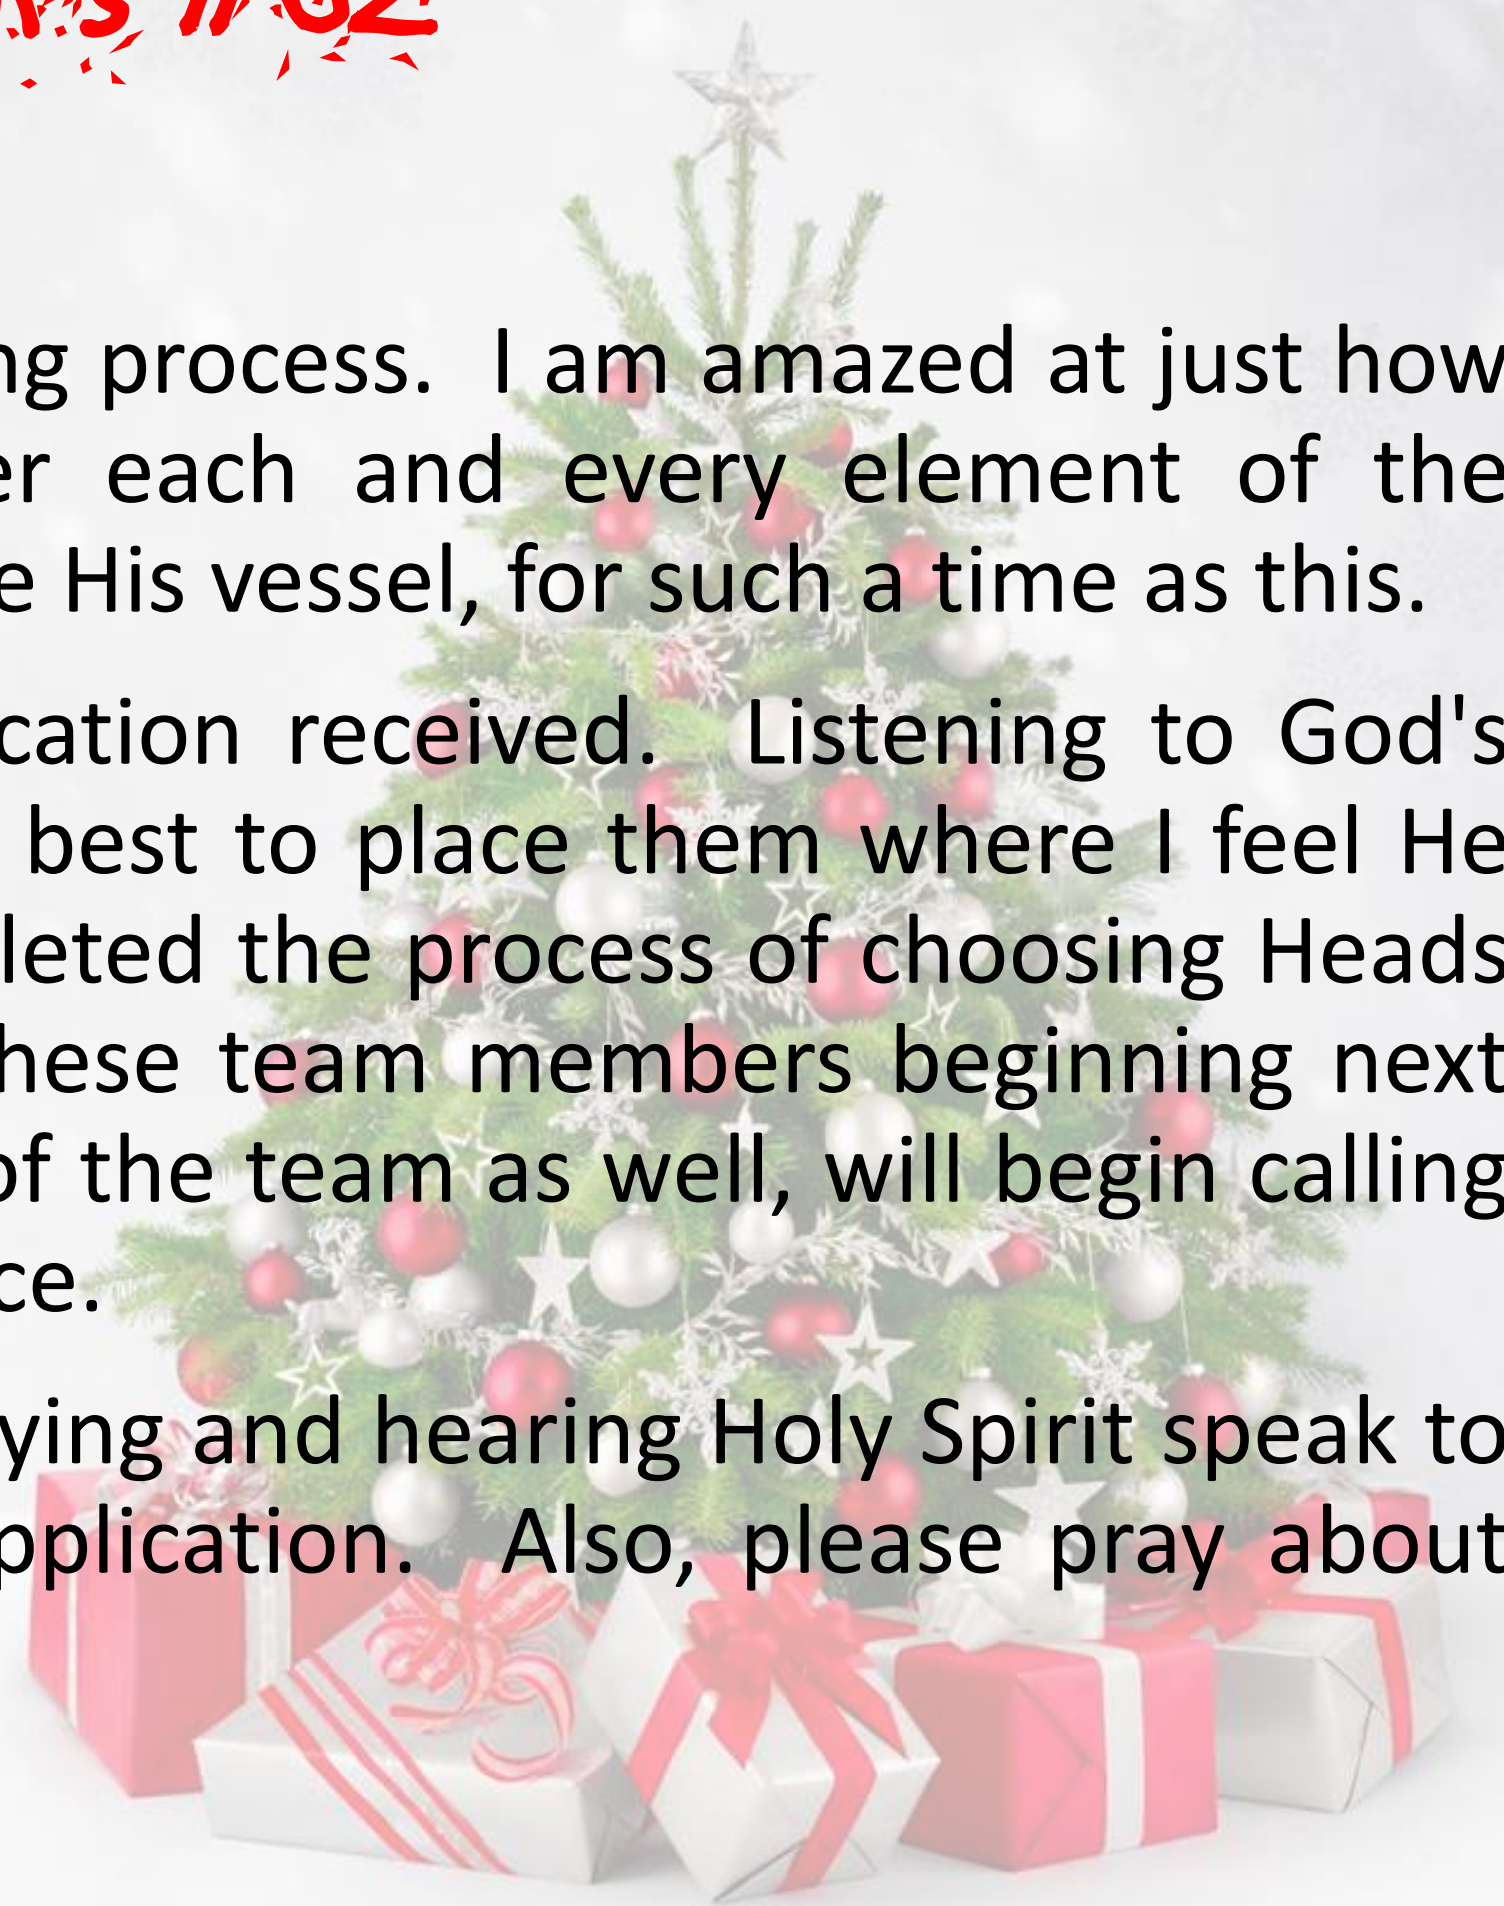 ng process. I am amazed at just how
er each and every element of the
e His vessel, for such a time as this.
cation received. Listening to God's
best to place them where I feel He
leted the process of choosing Heads
hese team members beginning next
of the team as well, will begin calling
ce.
ying and hearing Holy Spirit speak to
pplication. Also, please pray about